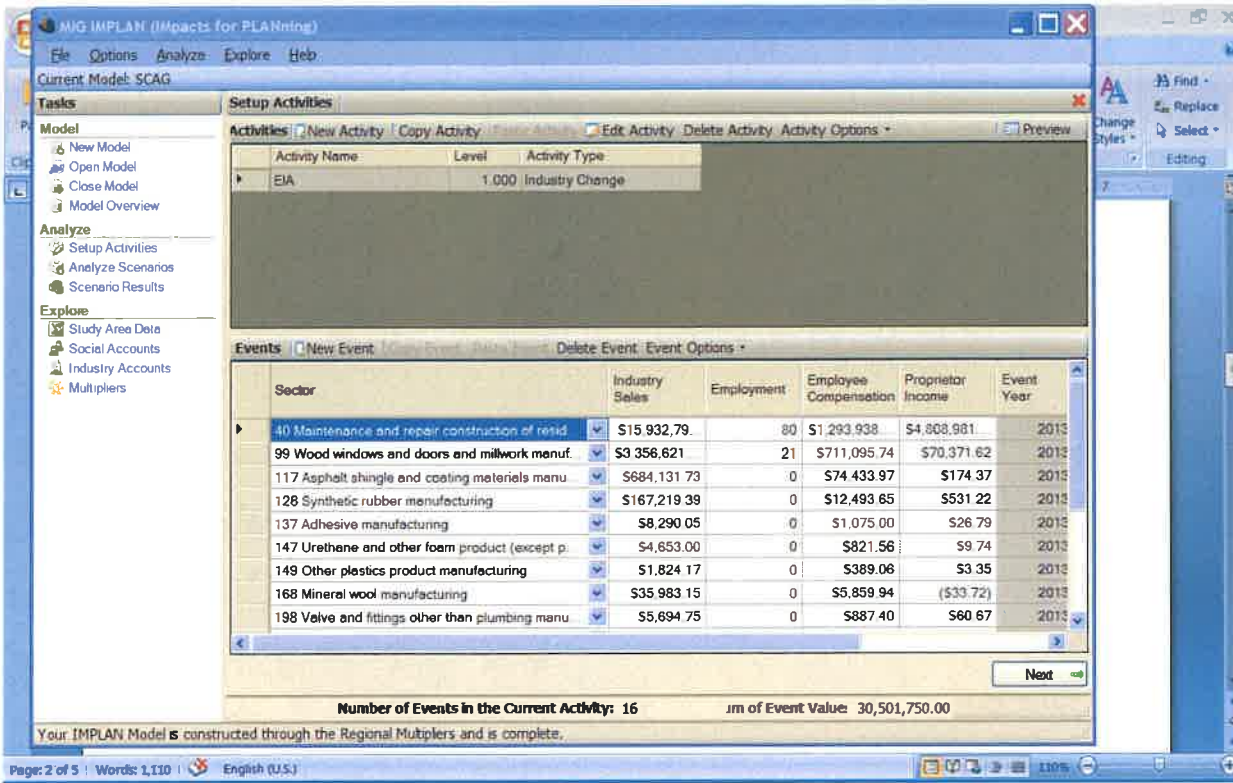 MIG IMPLAN (IMpacts for PLANning)
File Options Analyze Explore Help
Current Model: SCAG
Tasks
Setup Activities
Model
New Model
Open Model
Close Model
Model Overview
Analyze
Setup Activities
Analyze Scenarios
Scenario Results
Explore
Study Area Data
Social Accounts
Industry Accounts
Multipliers
Activities New Activity Copy Activity Edit Activity Delete Activity Activity Options Preview
Activity Name Level Activity Type
EIA 1.000 Industry Change
Events New Event Delete Event Event Options
Sector Industry Sales Employment Employee Compensation Proprietor Income Event Year
40 Maintenance and repair construction of resid $15,932,79... 80 $1,293,938... $4,808,981... 2013
99 Wood windows and doors and millwork manuf... $3,356,621... 21 $711,095.74 $70,371.62 2013
117 Asphalt shingle and coating materials manu... $684,131.73 0 $74,433.97 $174.37 2013
128 Synthetic rubber manufacturing $167,219.39 0 $12,493.65 $531.22 2013
137 Adhesive manufacturing $8,290.05 0 $1,075.00 $26.79 2013
147 Urethane and other foam product (except p... $4,653.00 0 $821.56 $9.74 2013
149 Other plastics product manufacturing $1,824.17 0 $389.06 $3.35 2013
168 Mineral wool manufacturing $35,983.15 0 $5,859.94 ($33.72) 2013
198 Valve and fittings other than plumbing manu... $5,694.75 0 $887.40 $60.67 2013
Next
Number of Events in the Current Activity: 16 um of Event Value: 30,501,750.00
Your IMPLAN Model is constructed through the Regional Multipliers and is complete.
Find
Replace
Select
Change Styles
Editing
7
Page: 2 of 5 Words: 1,110 English (U.S.) 110%